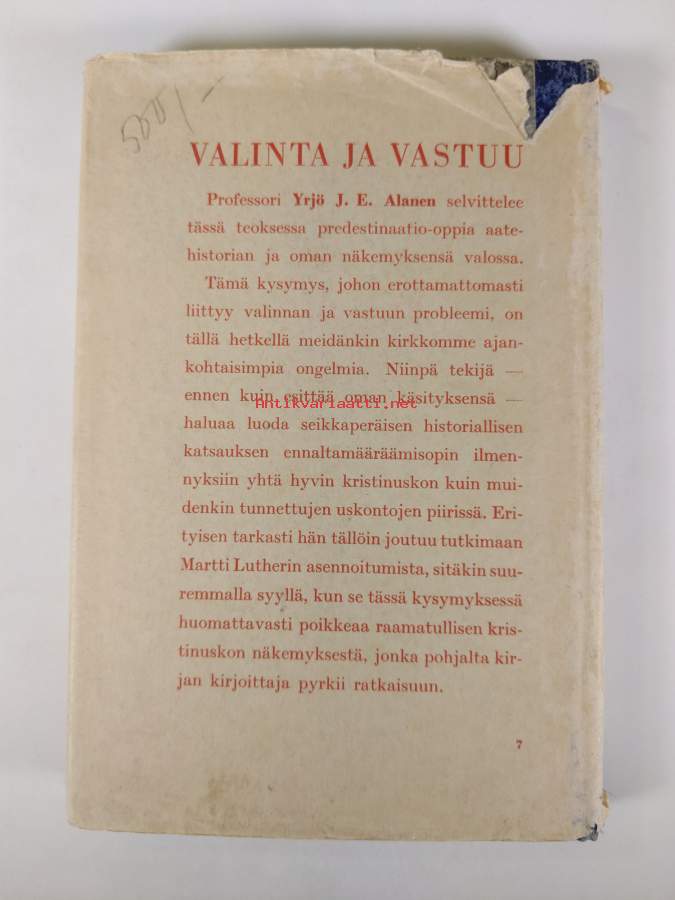 500/-
VALINTA JA VASTUU
Professori Yrjö J. E. Alanen selvittelee
tässä teoksessa predestinaatio-oppia aate-
historian ja oman näkemyksensä valossa.
Tämä kysymys, johon erottamattomasti
liittyy valinnan ja vastuun probleemi, on
tällä hetkellä meidänkin kirkkomme ajan-
kohtaisimpia ongelmia. Niinpä tekijä —
ennen kuin esittää oman käsityksensä —
Antikvariaatti.net
haluaa luoda seikkaperäisen historiallisen
katsauksen ennaltamääräämisopin ilmen-
nyksiin yhtä hyvin kristinuskon kuin mui-
denkin tunnettujen uskontojen piirissä. Eri-
tyisen tarkasti hän tällöin joutuu tutkimaan
Martti Lutherin asennoitumista, sitäkin suu-
remmalla syyllä, kun se tässä kysymyksessä
huomattavasti poikkeaa raamatullisen kris-
tinuskon näkemyksestä, jonka pohjalta kir-
jan kirjoittaja pyrkii ratkaisuun.
7